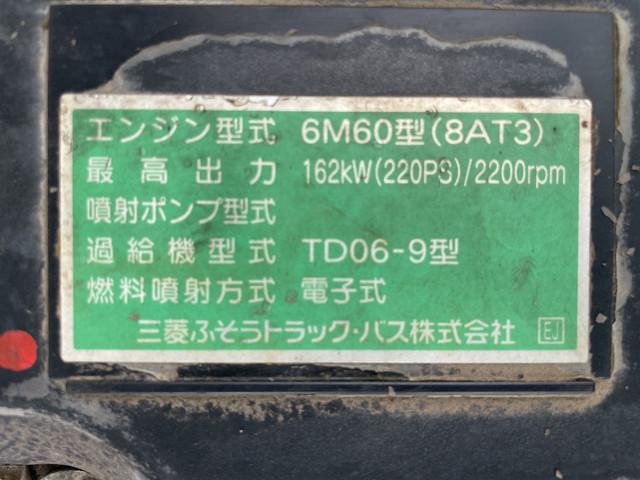 エンジン型式 6M60型(8AT3)
最高出力 162kW(220PS)/2200rpm
噴射ポンプ型式
過給機型式 TD06-9型
燃料噴射方式 電子式
三菱ふそうトラック・バス株式会社 EJ